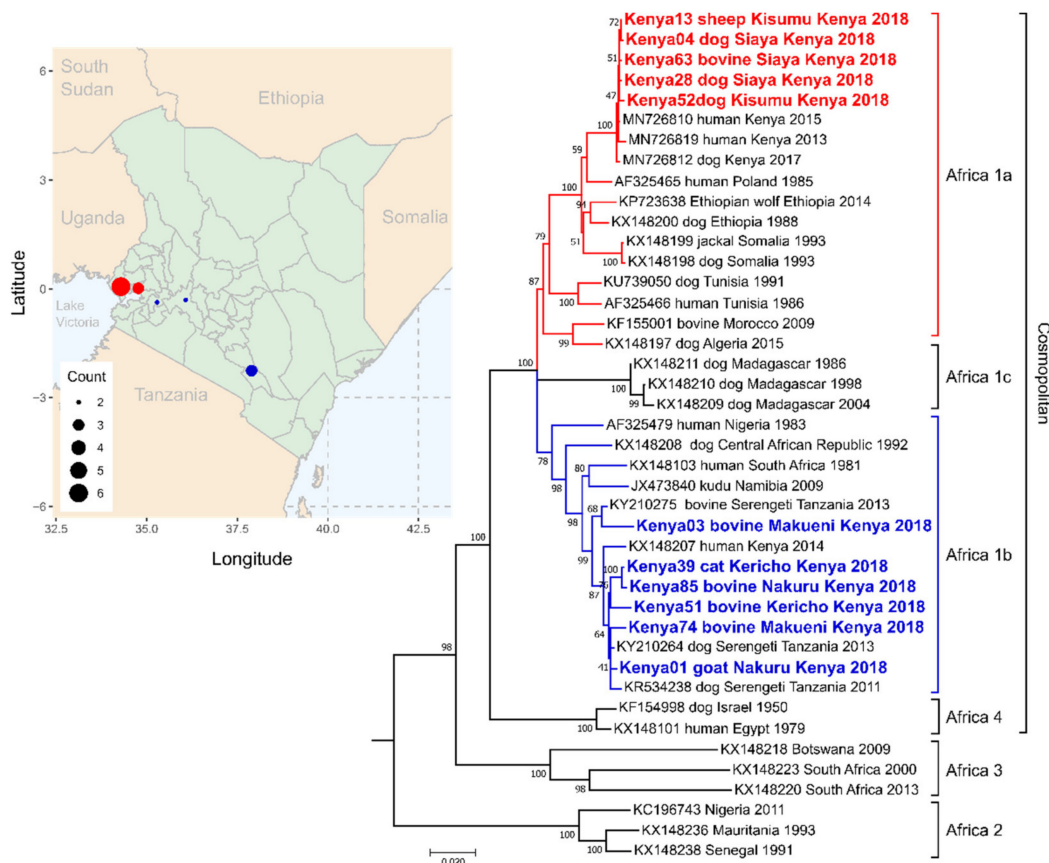 South
Sudan
Ethiopia
Uganda
Somalia
Lake
Victoria
Tanzania
Latitude
6
3
0
−3
−6
Count
2
3
4
5
6
32.5 35.0 37.5 40.0 42.5
Longitude
72
Kenya13 sheep Kisumu Kenya 2018
Kenya04 dog Siaya Kenya 2018
51
Kenya63 bovine Siaya Kenya 2018
Kenya28 dog Siaya Kenya 2018
47
Kenya52dog Kisumu Kenya 2018
MN726810 human Kenya 2015
100
MN726819 human Kenya 2013
59
MN726812 dog Kenya 2017
AF325465 human Poland 1985
100
KP723638 Ethiopian wolf Ethiopia 2014
94
KX148200 dog Ethiopia 1988
79
51
KX148199 jackal Somalia 1993
100
KX148198 dog Somalia 1993
87
KU739050 dog Tunisia 1991
100
AF325466 human Tunisia 1986
KF155001 bovine Morocco 2009
99
KX148197 dog Algeria 2015
Africa 1a
100
KX148211 dog Madagascar 1986
100
KX148210 dog Madagascar 1998
99
KX148209 dog Madagascar 2004
Africa 1c
AF325479 human Nigeria 1983
78
KX148208 dog Central African Republic 1992
98
80
KX148103 human South Africa 1981
JX473840 kudu Namibia 2009
98
68
KY210275 bovine Serengeti Tanzania 2013
Kenya03 bovine Makueni Kenya 2018
99
KX148207 human Kenya 2014
100
Kenya39 cat Kericho Kenya 2018
76
87
Kenya85 bovine Nakuru Kenya 2018
Kenya51 bovine Kericho Kenya 2018
64
Kenya74 bovine Makueni Kenya 2018
KY210264 dog Serengeti Tanzania 2013
41
Kenya01 goat Nakuru Kenya 2018
KR534238 dog Serengeti Tanzania 2011
Africa 1b
100
98
KF154998 dog Israel 1950
100
KX148101 human Egypt 1979
Africa 4
Cosmopolitan
KX148218 Botswana 2009
100
KX148223 South Africa 2000
98
KX148220 South Africa 2013
Africa 3
KC196743 Nigeria 2011
100
KX148236 Mauritania 1993
100
KX148238 Senegal 1991
Africa 2
0.020